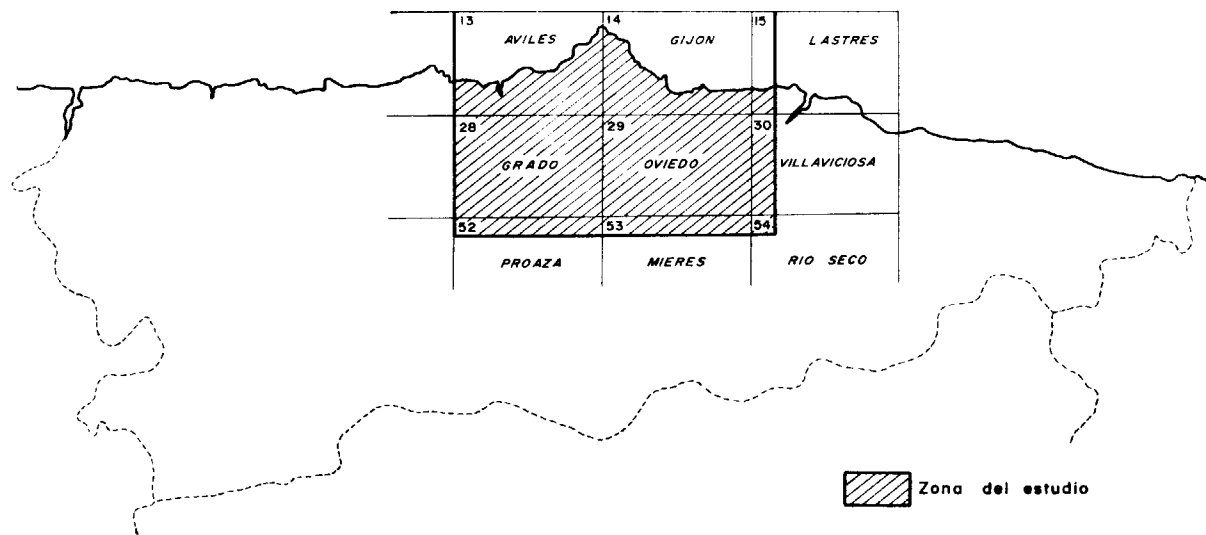 13 14 15
AVILES GIJON LASTRES
28 29 30
GRADO OVIEDO VILLAVICIOSA
52 53 54
PROAZA MIERES RIO SECO
Zona del estudio